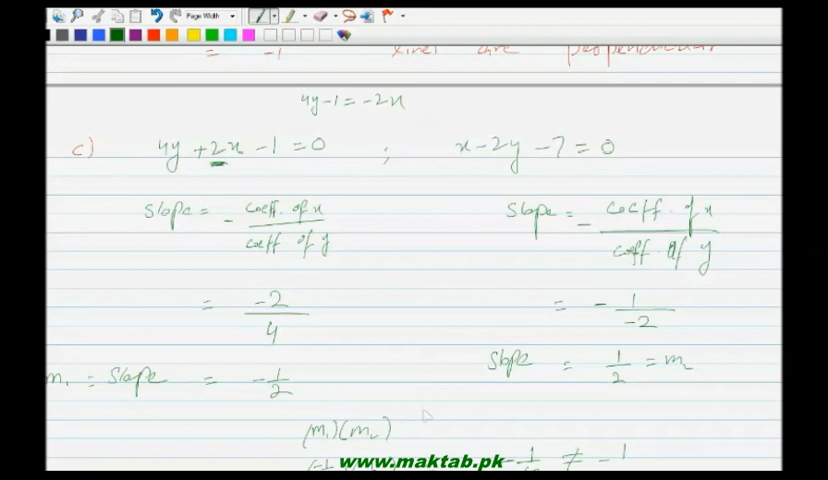 Page Width
= -1 Lines are perpendicular
4y-1 = -2x
c) 4y + 2x - 1 = 0 ; x - 2y - 7 = 0
Slope = - coeff. of x / coeff of y Slope = - coeff. of x / coeff. of y
= -2 / 4 = - 1 / -2
m₁ = Slope = - 1/2 Slope = 1/2 = m₂
(m₁)(m₂)
≠ -1
www.maktab.pk